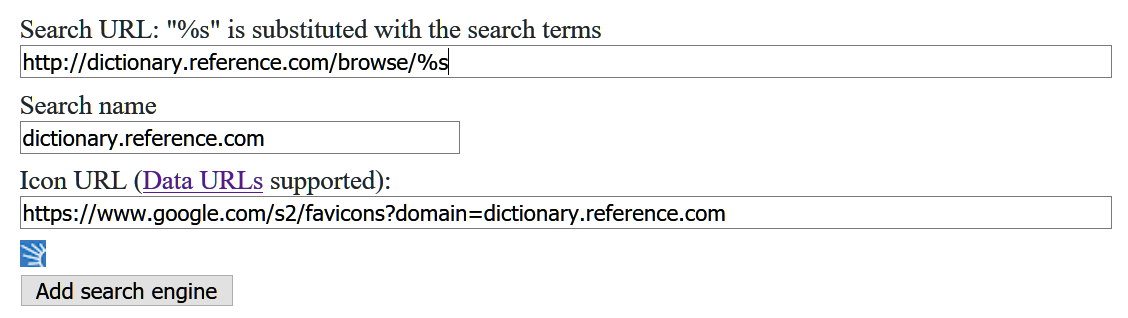 Search URL: "%s" is substituted with the search terms
http://dictionary.reference.com/browse/%s
Search name
dictionary.reference.com
Icon URL (Data URLs supported):
https://www.google.com/s2/favicons?domain=dictionary.reference.com
Add search engine